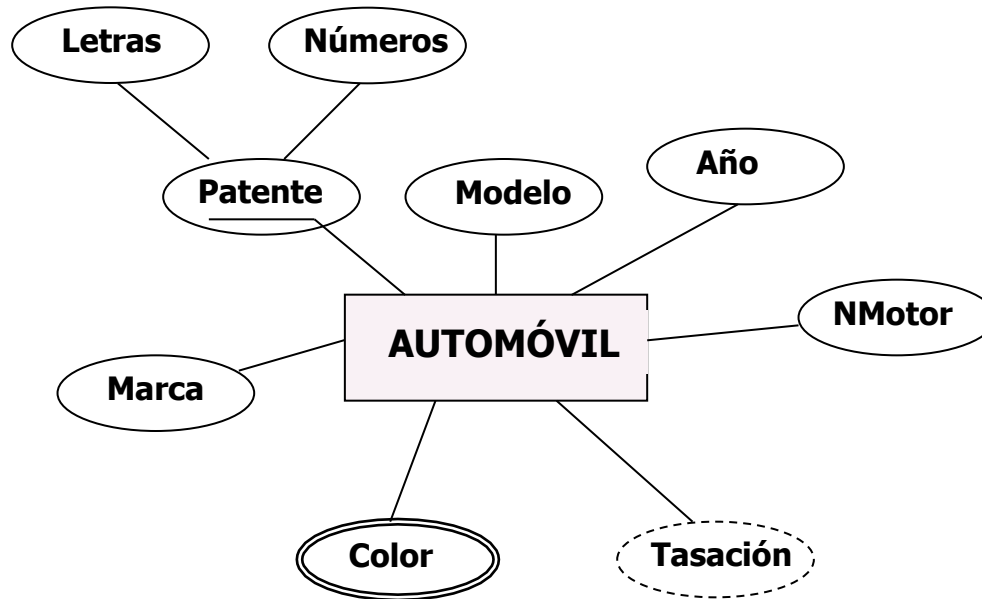 Letras
Números
Patente
Modelo
Año
NMotor
AUTOMÓVIL
Marca
Color
Tasación